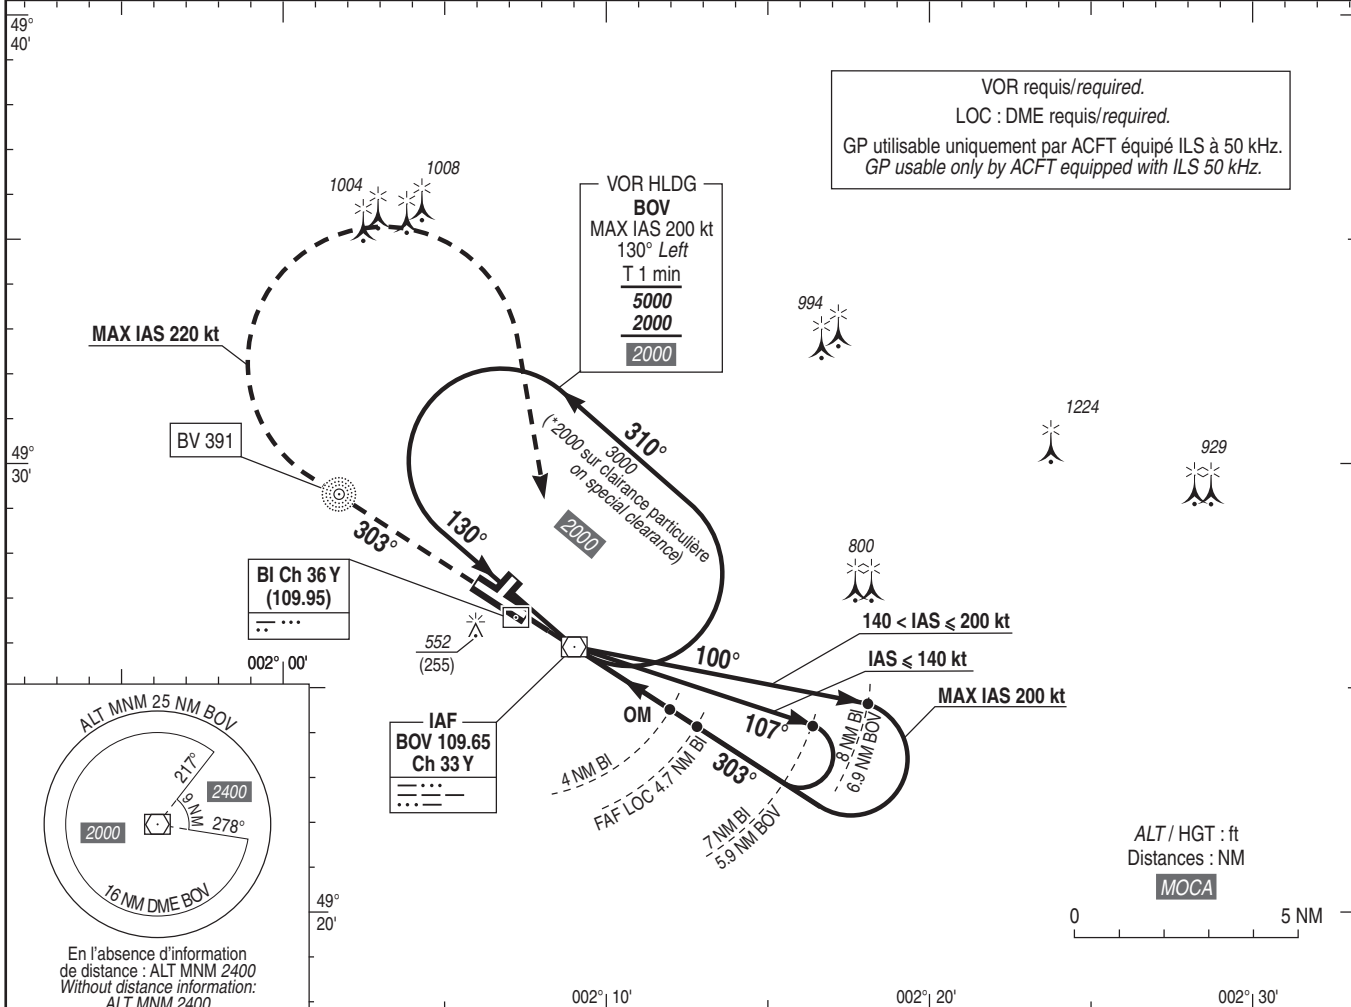 49°
40'
VOR requis/required.
LOC : DME requis/required.
GP utilisable uniquement par ACFT équipé ILS à 50 kHz.
GP usable only by ACFT equipped with ILS 50 kHz.
1004
1008
VOR HLDG
BOV
MAX IAS 200 kt
130° Left
T 1 min
5000
2000
2000
994
MAX IAS 220 kt
1224
929
BV 391
49°
30'
310°
3000
(*2000 sur clairance particulière
on special clearance)
2000
130°
303°
800
BI Ch 36 Y
(109.95)
552
(255)
140 < IAS ⩽ 200 kt
IAS ⩽ 140 kt
MAX IAS 200 kt
100°
107°
303°
OM
IAF
BOV 109.65
Ch 33 Y
4 NM BI
FAF LOC 4.7 NM BI
7 NM BI
5.9 NM BOV
8 NM BI
6.9 NM BOV
002° 00'
ALT MNM 25 NM BOV
217°
2400
9 NM
278°
2000
16 NM DME BOV
49°
20'
En l'absence d'information
de distance : ALT MNM 2400
Without distance information:
ALT MNM 2400
ALT / HGT : ft
Distances : NM
MOCA
0
5 NM
002° 10'
002° 20'
002° 30'